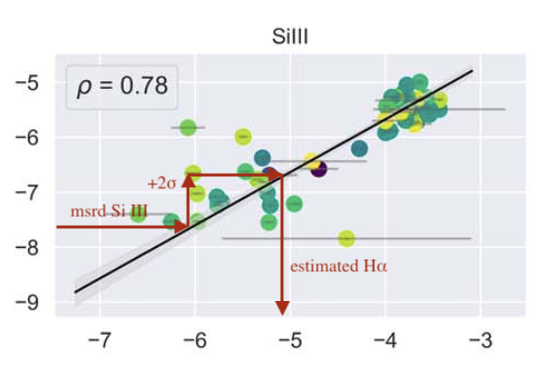 SiIII
−5
ρ = 0.78
−6
+2σ
−7
msrd Si III
−8
estimated Hα
−9
−7 −6 −5 −4 −3